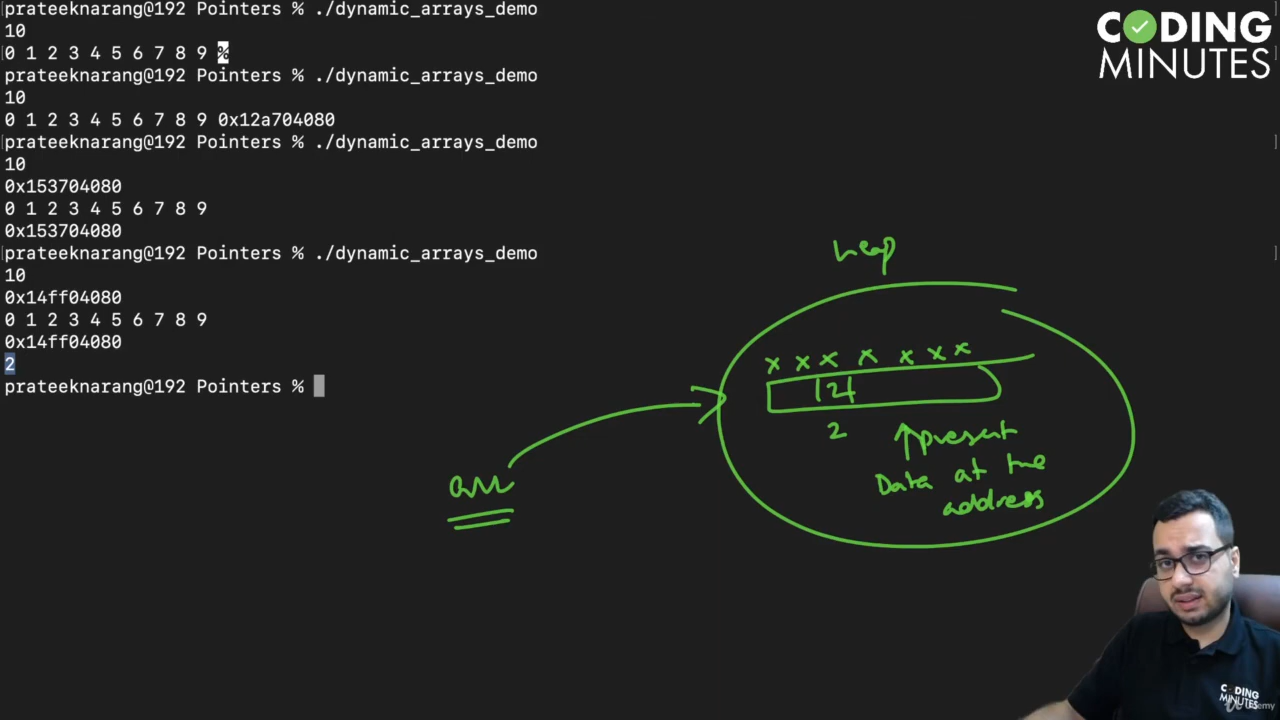 prateeknarang@192 Pointers % ./dynamic_arrays_demo
10
0 1 2 3 4 5 6 7 8 9 %
prateeknarang@192 Pointers % ./dynamic_arrays_demo
10
0 1 2 3 4 5 6 7 8 9 0x12a704080
prateeknarang@192 Pointers % ./dynamic_arrays_demo
10
0x153704080
0 1 2 3 4 5 6 7 8 9
0x153704080
prateeknarang@192 Pointers % ./dynamic_arrays_demo
10
0x14ff04080
0 1 2 3 4 5 6 7 8 9
0x14ff04080
2
prateeknarang@192 Pointers %
CODING
MINUTES
heap
x x x x x x x
2
2
present
Data at the
address
arr
CODING
MINUTES
Udemy